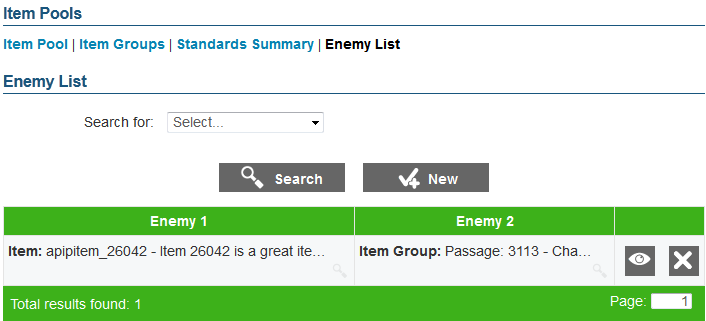 Item Pools
Item Pool | Item Groups | Standards Summary | Enemy List
Enemy List
Search for: Select...
Search New
Enemy 1 Enemy 2
Item: apipitem_26042 - Item 26042 is a great ite... Item Group: Passage: 3113 - Cha...
Total results found: 1 Page: 1